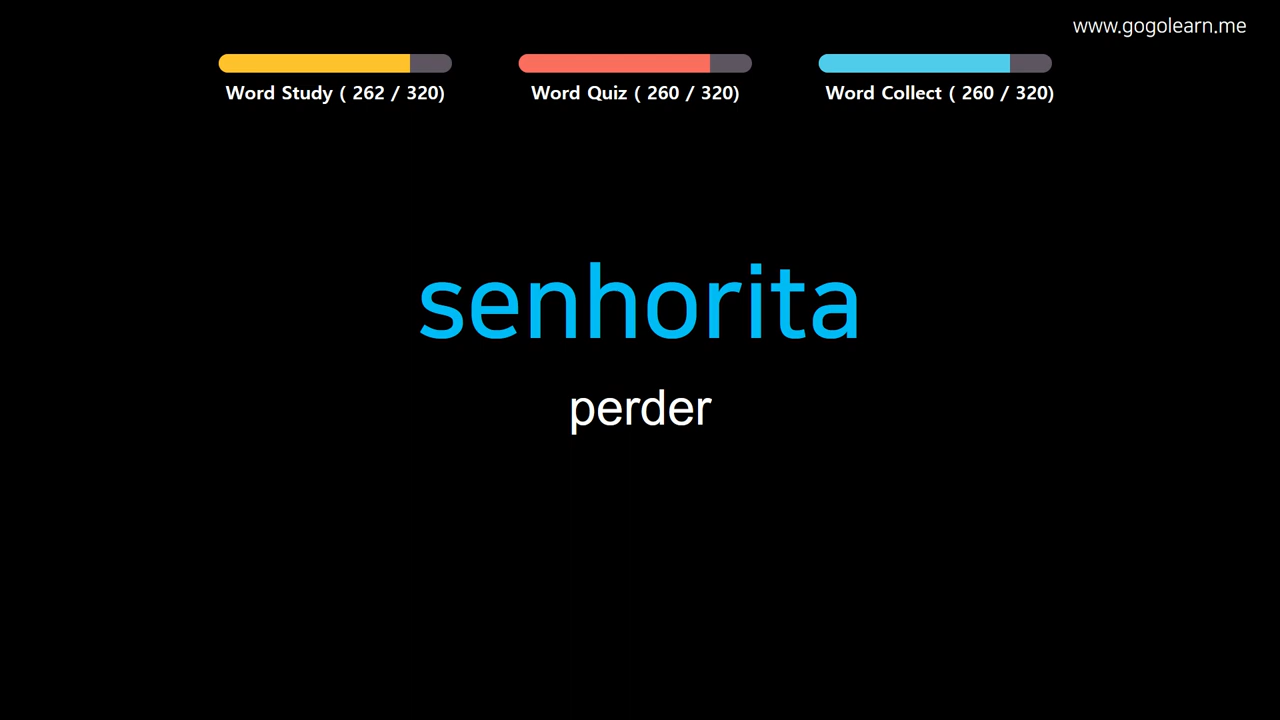 www.gogolearn.me
Word Study ( 262 / 320)
Word Quiz ( 260 / 320)
Word Collect ( 260 / 320)
senhorita
perder